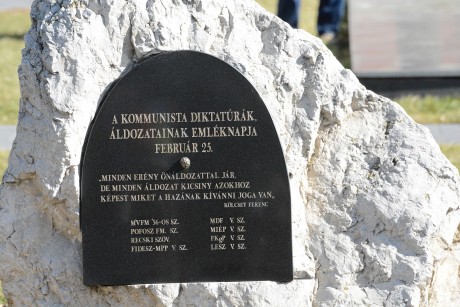 A KOMMUNISTA DIKTATÚRÁK
ÁLDOZATAINAK EMLÉKNAPJA
FEBRUÁR 25.
„MINDEN ERÉNY ÖNÁLDOZATTAL JÁR,
DE MINDEN ÁLDOZAT KICSINY AZOKHOZ
KÉPEST MIKET A HAZÁNAK KÍVÁNNI JOGA VAN„
KÖLCSEY FERENC
MVFM '56-OS SZ.
POFOSZ FM. SZ.
RECSKI SZÖV.
FIDESZ-MPP V. SZ.
MDF V. SZ.
MIÉP V. SZ.
FKgP V. SZ.
LÉSZ V. SZ.